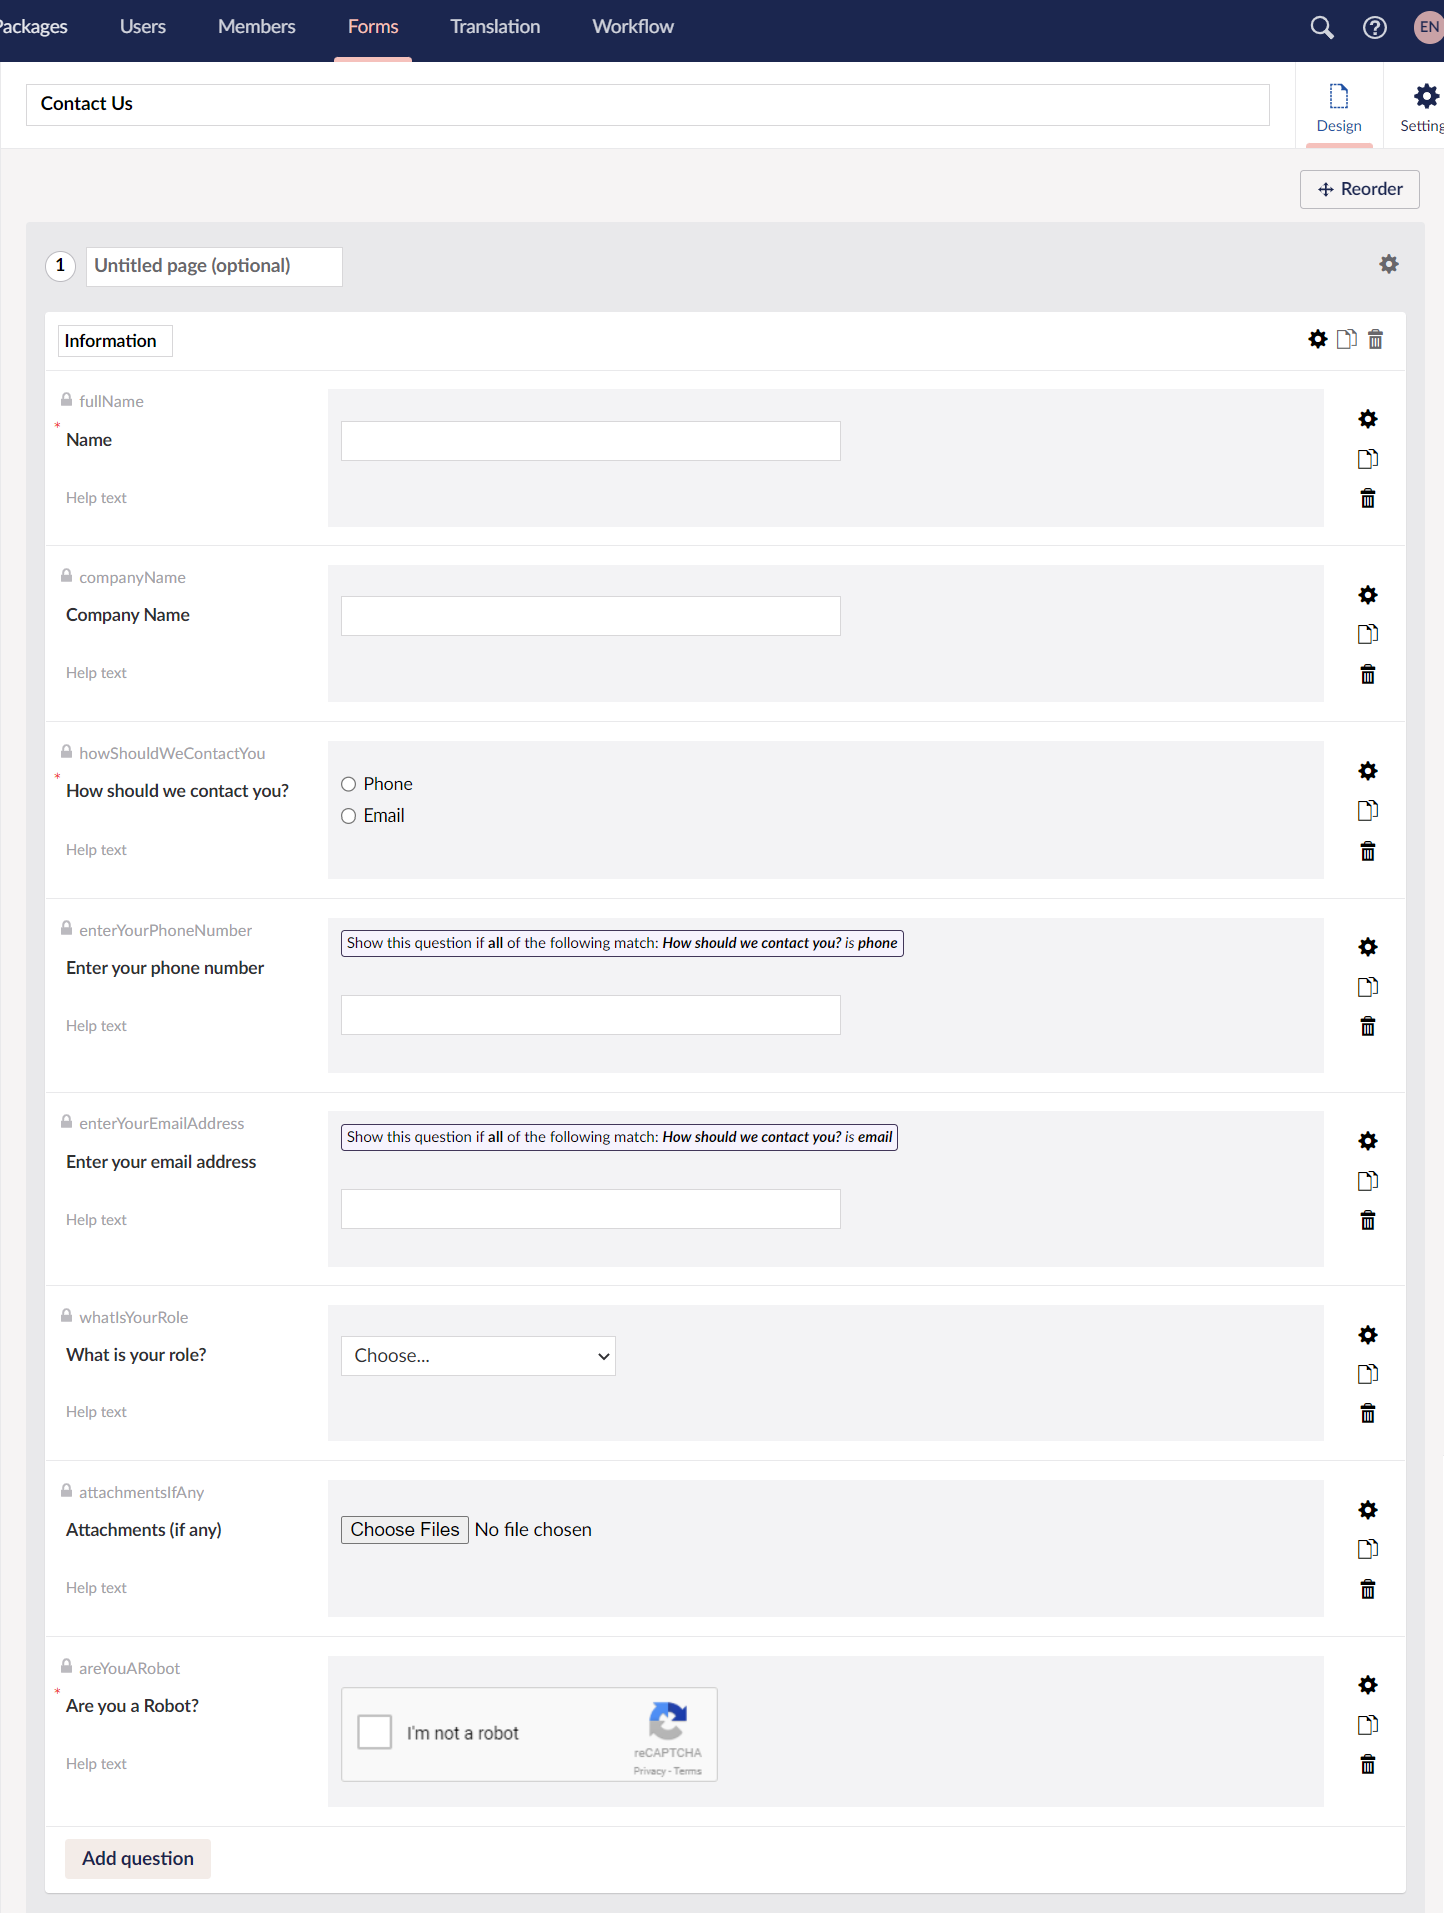 Packages Users Members Forms Translation Workflow EN
Contact Us
Design
Setting
Reorder
1 Untitled page (optional)
Information
fullName
* Name
Help text
companyName
Company Name
Help text
howShouldWeContactYou
* How should we contact you?
Phone
Email
Help text
enterYourPhoneNumber
Show this question if all of the following match: How should we contact you? is phone
Enter your phone number
Help text
enterYourEmailAddress
Show this question if all of the following match: How should we contact you? is email
Enter your email address
Help text
whatIsYourRole
What is your role?
Choose...
Help text
attachmentsIfAny
Attachments (if any)
Choose Files No file chosen
Help text
areYouARobot
* Are you a Robot?
I'm not a robot
reCAPTCHA
Privacy - Terms
Help text
Add question